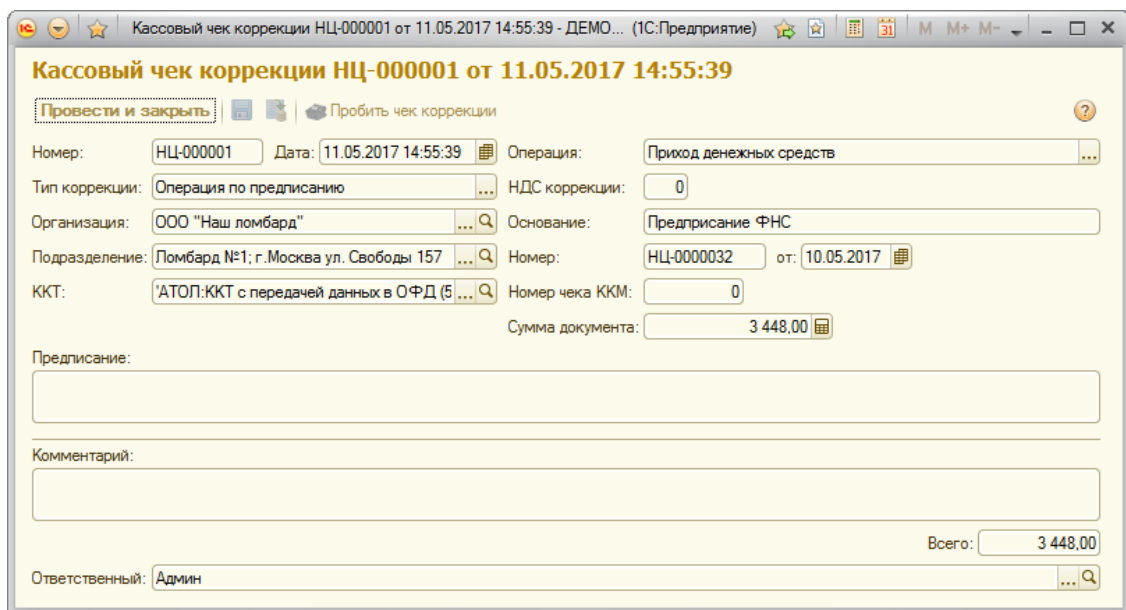 Кассовый чек коррекции НЦ-000001 от 11.05.2017 14:55:39 - ДЕМО... (1С:Предприятие) 31 M M+ M-
Кассовый чек коррекции НЦ-000001 от 11.05.2017 14:55:39
Провести и закрыть Пробить чек коррекции ?
Номер: НЦ-000001 Дата: 11.05.2017 14:55:39 Операция: Приход денежных средств ...
Тип коррекции: Операция по предписанию ... НДС коррекции: 0
Организация: ООО "Наш ломбард" ... Основание: Предприсание ФНС
Подразделение: Ломбард №1; г.Москва ул. Свободы 157 ... Номер: НЦ-0000032 от: 10.05.2017
ККТ: 'АТОЛ:ККТ с передачей данных в ОФД (5 ... Номер чека ККМ: 0
Сумма документа: 3 448,00
Предписание:
Комментарий:
Всего: 3 448,00
Ответственный: Админ ...